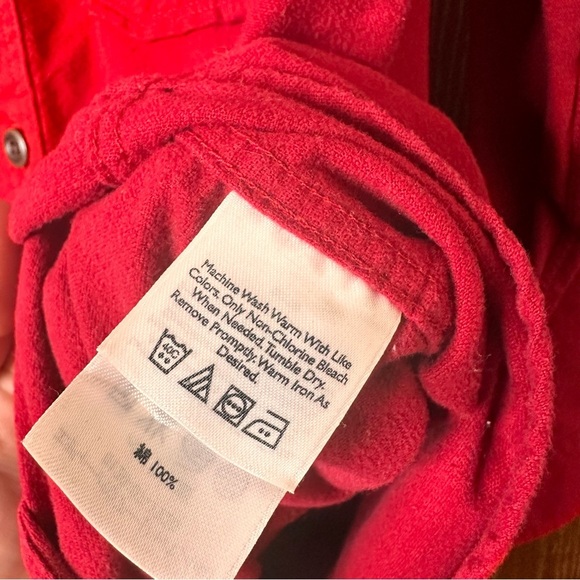 Machine Wash Warm With Like
Colors. Only Non-Chlorine Bleach
When Needed. Tumble Dry.
Remove Promptly. Warm Iron As
Desired.
40C
綿 100%